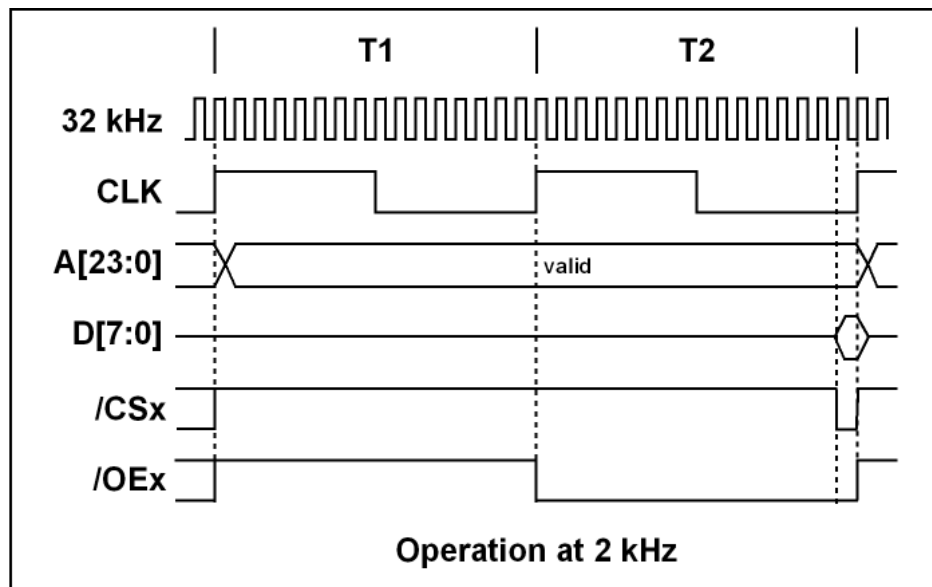 T1 T2
32 kHz
CLK
A[23:0] valid
D[7:0]
/CSx
/OEx
Operation at 2 kHz